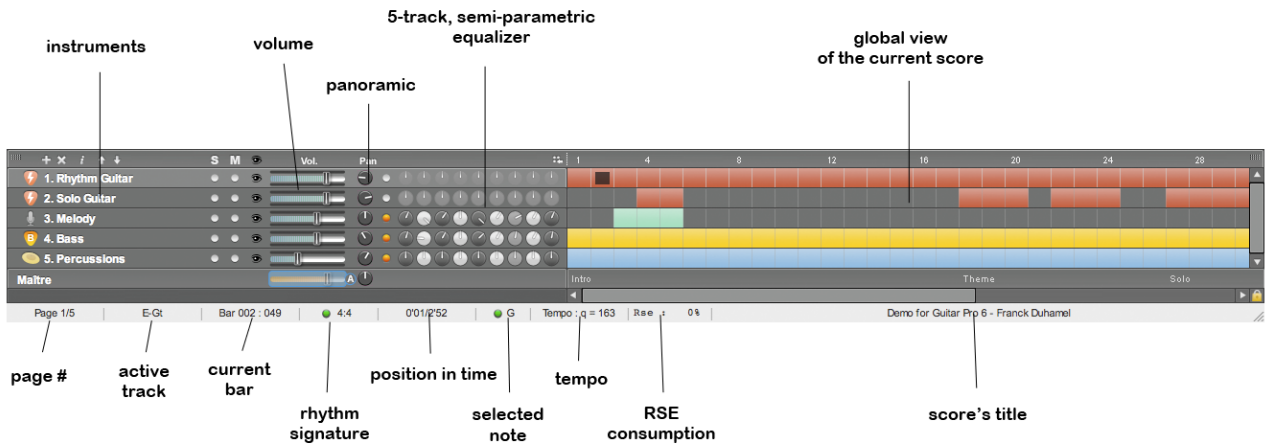 5-track, semi-parametric
equalizer
instruments
volume
global view
of the current score
panoramic
i S M Vol. Pan 1 4 8 12 16 20 24 28
1. Rhythm Guitar
2. Solo Guitar
3. Melody
B 4. Bass
5. Percussions
Maître A Intro Theme Solo
Page 1/5 E-Gt Bar 002 : 049 4:4 0'01/2'52 G Tempo : q = 163 Rse : 0% Demo for Guitar Pro 6 - Franck Duhamel
page #
active
track
current
bar
rhythm
signature
position in time
selected
note
tempo
RSE
consumption
score's title